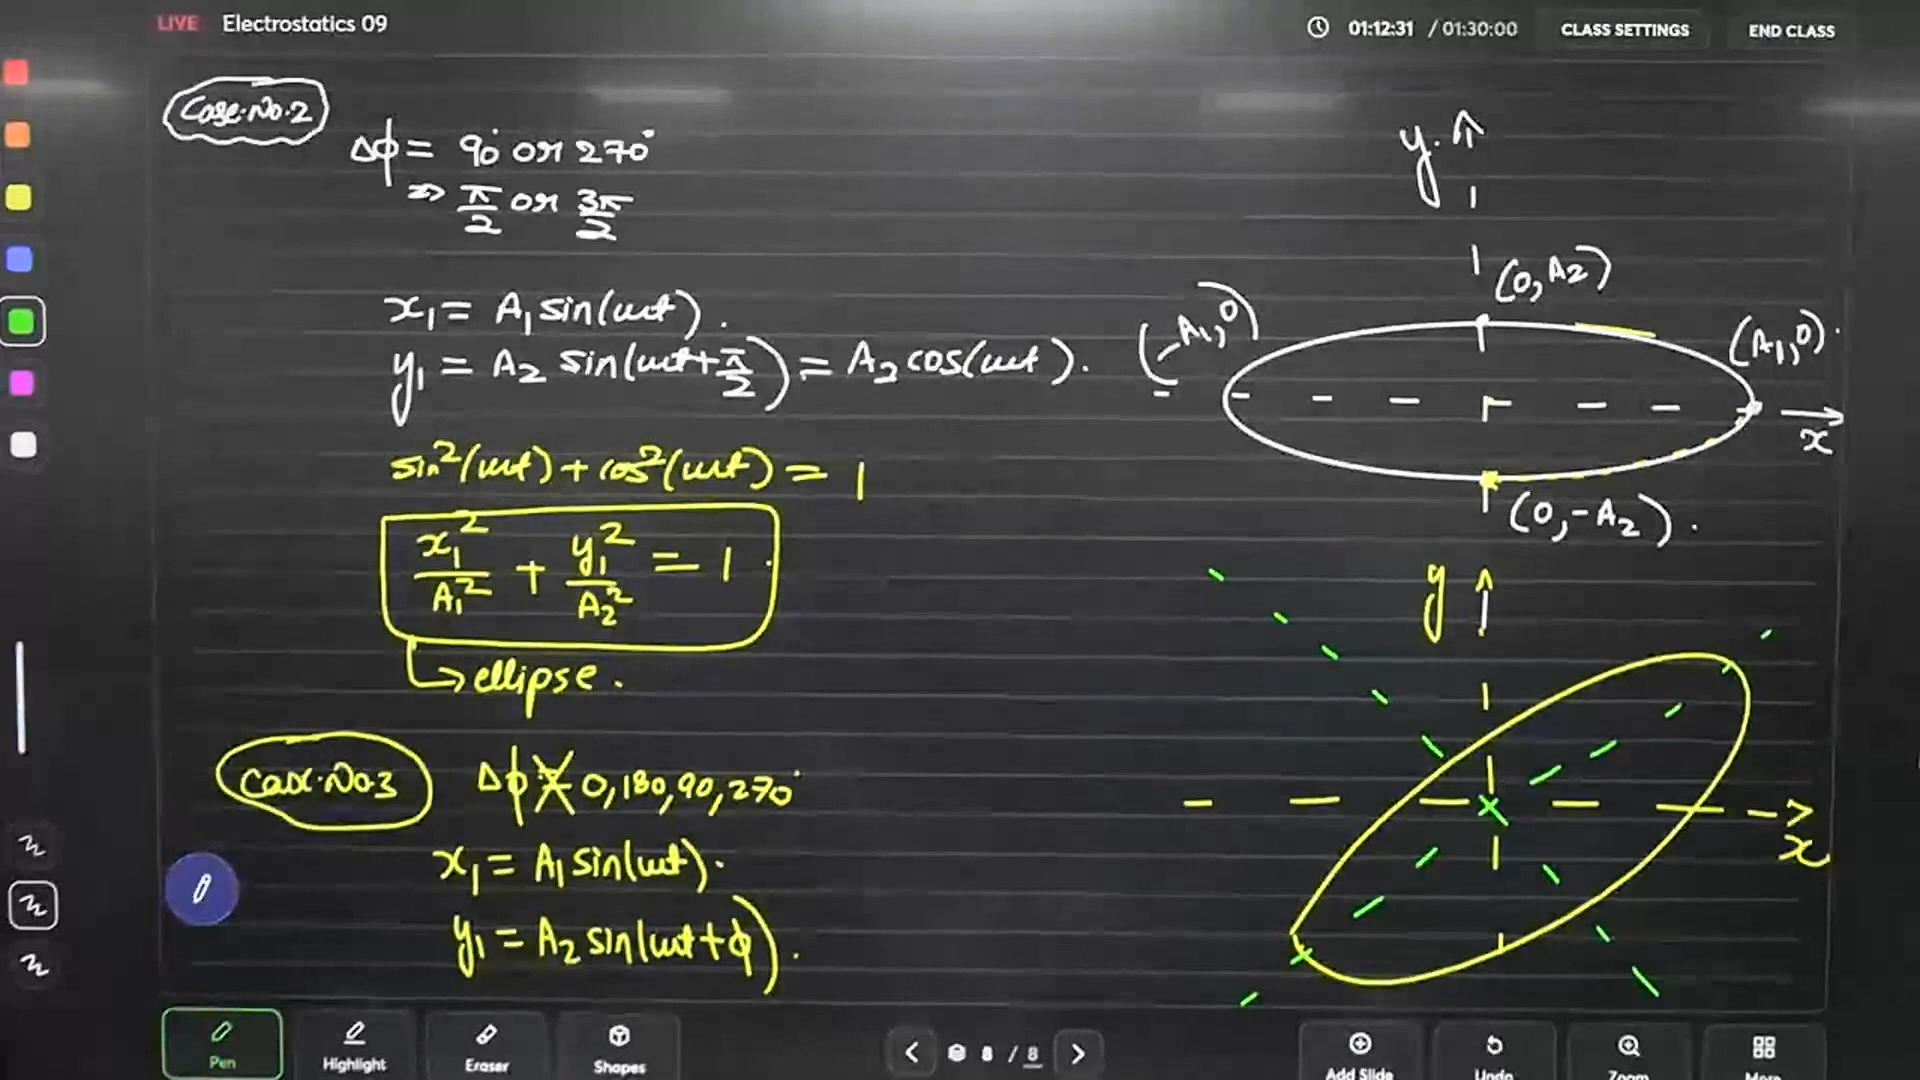 LIVE Electrostatics 09
01:12:31 / 01:30:00 CLASS SETTINGS END CLASS
Case.No.2
Δϕ = 90° or 270°
=> π/2 or 3π/2
x₁ = A₁ sin(ωt).
y₁ = A₂ sin(ωt+π/2) = A₂ cos(ωt).
sin²(ωt) + cos²(ωt) = 1
x₁²/A₁² + y₁²/A₂² = 1
ellipse.
y
(0, A₂)
(-A₁, 0)
(A₁, 0).
x
(0, -A₂).
Case.No.3
Δϕ ≠ 0, 180, 90, 270°
x₁ = A₁ sin(ωt).
y₁ = A₂ sin(ωt+ϕ).
y
x
Pen Highlight Eraser Shapes
8 / 8
Add Slide Undo Zoom More